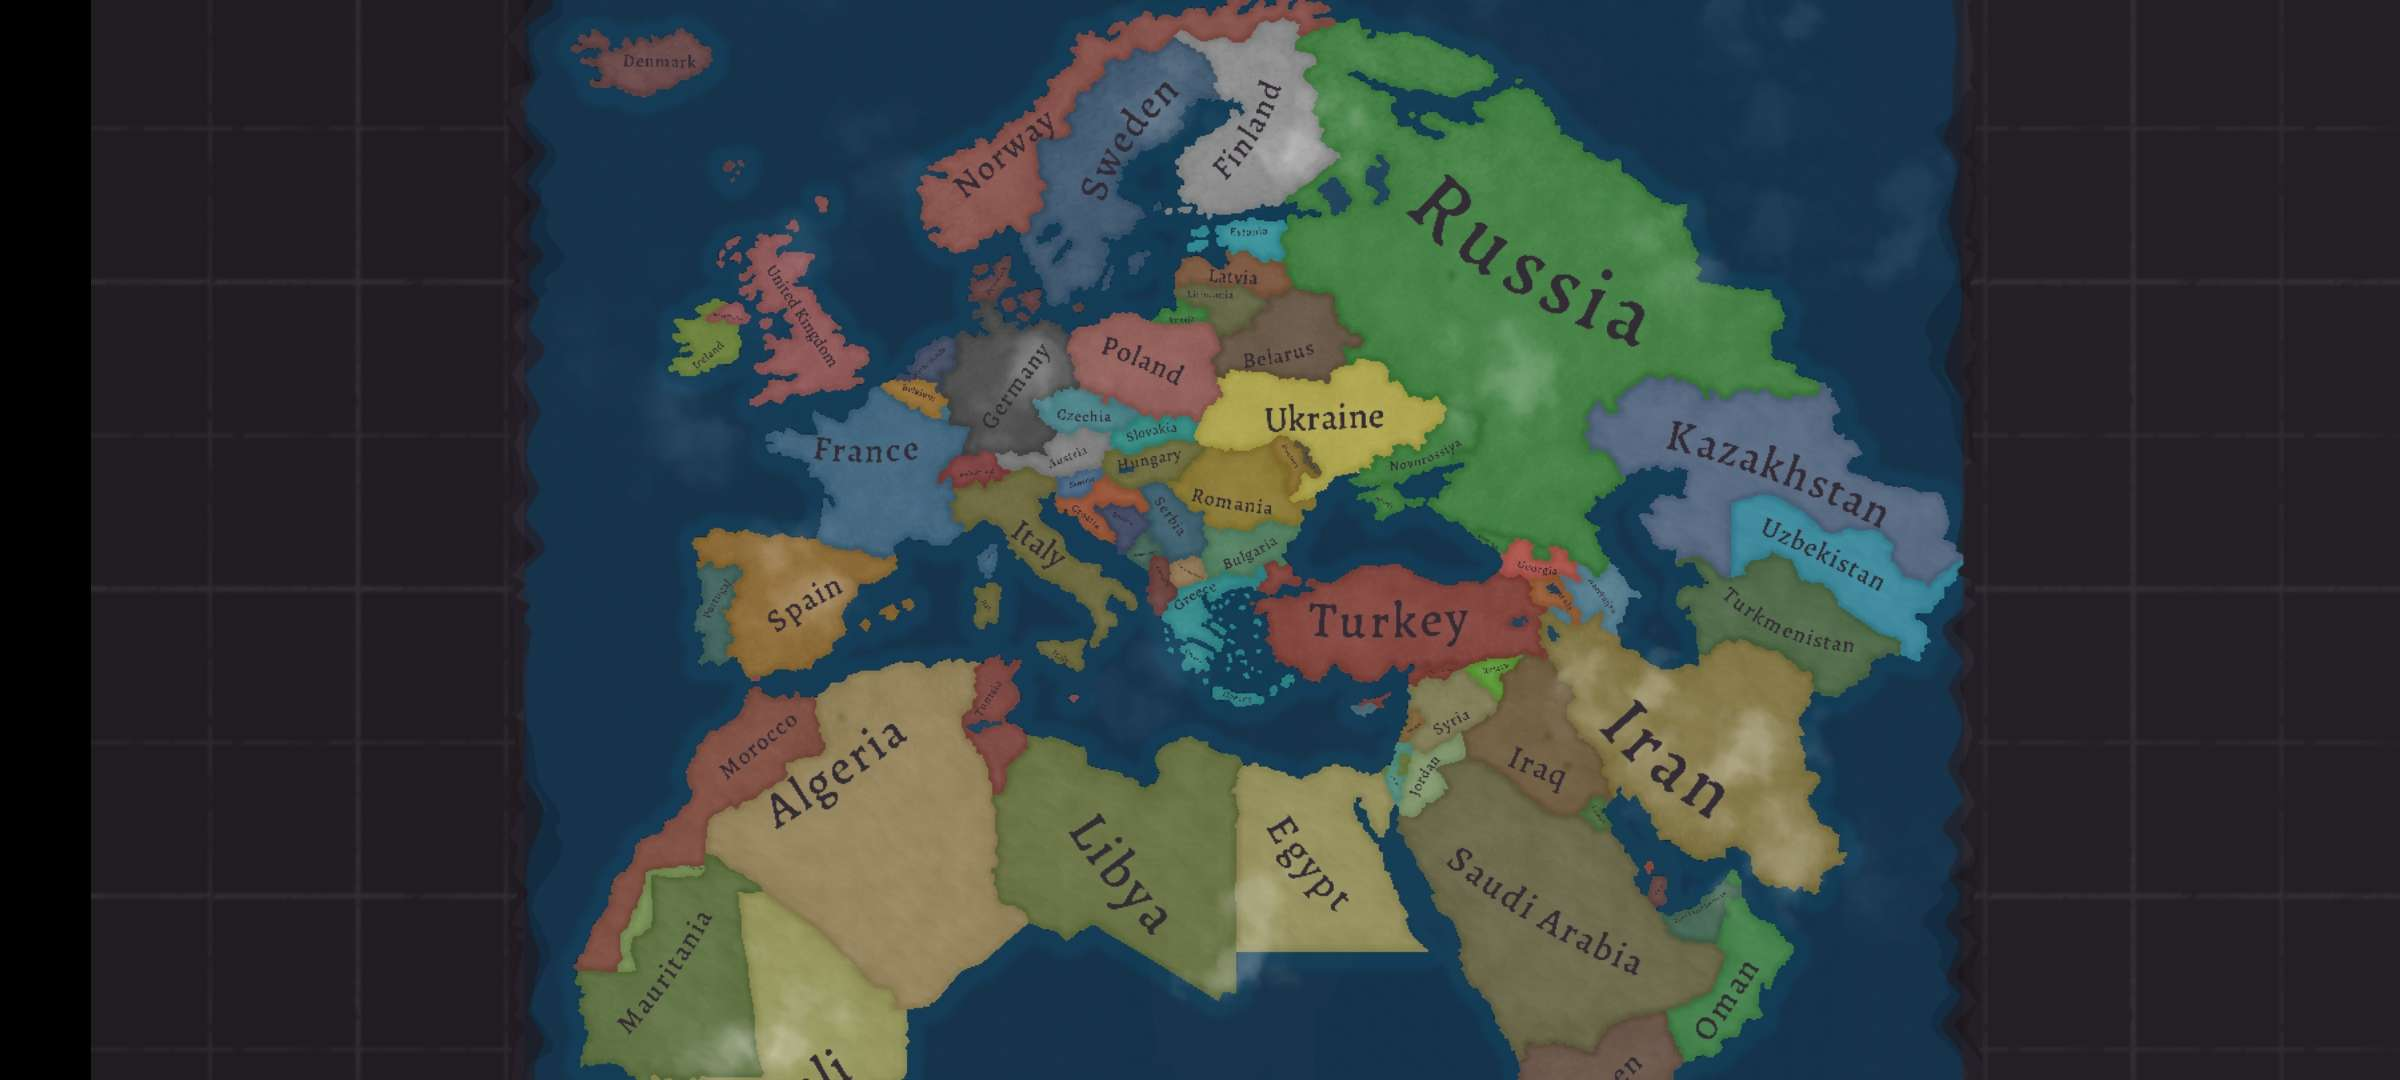 Denmark
Norway
Sweden
Finland
Russia
Estonia
Latvia
Lithuania
United Kingdom
Ireland
Germany
Poland
Belarus
Belgium
Czechia
Ukraine
France
Slovakia
Austria
Hungary
Novorossiya
Kazakhstan
Romania
Croatia
Serbia
Italy
Bulgaria
Uzbekistan
Georgia
Spain
Portugal
Greece
Turkey
Turkmenistan
Tunisia
Morocco
Algeria
Syria
Iraq
Iran
Jordan
Libya
Egypt
Saudi Arabia
Mauritania
Oman
li
en